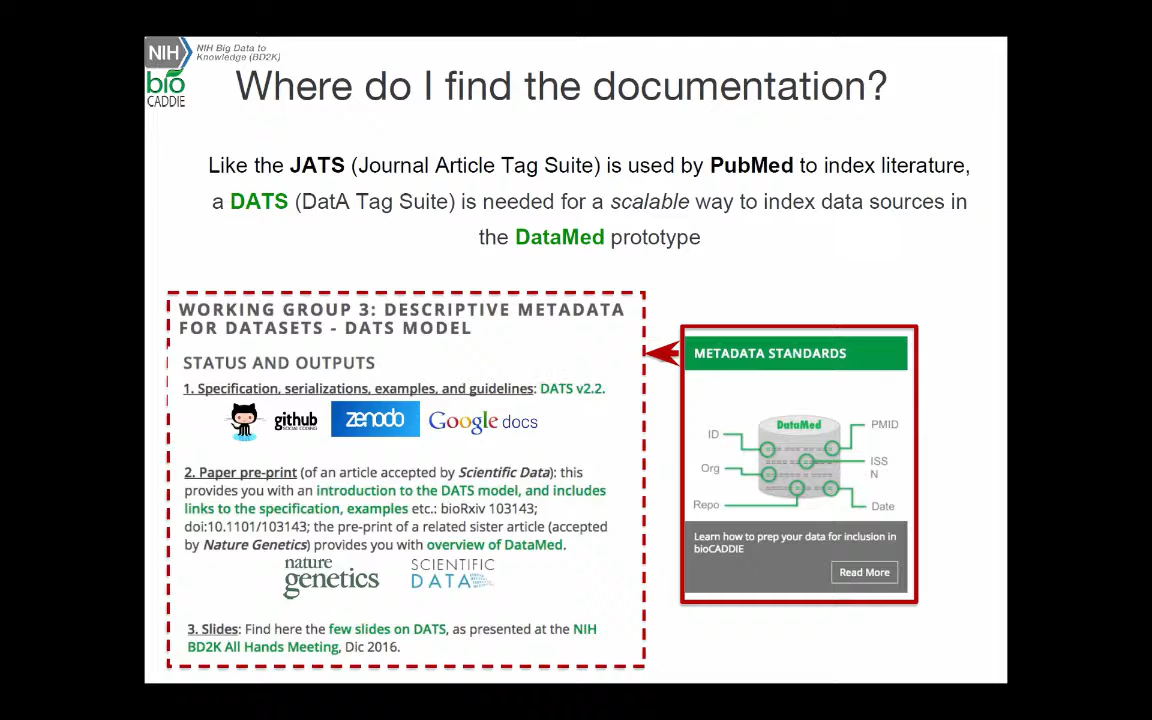 NIH
NIH Big Data to
Knowledge (BD2K)
bio
CADDIE
Where do I find the documentation?
Like the JATS (Journal Article Tag Suite) is used by PubMed to index literature,
a DATS (DatA Tag Suite) is needed for a scalable way to index data sources in
the DataMed prototype
WORKING GROUP 3: DESCRIPTIVE METADATA
FOR DATASETS - DATS MODEL
STATUS AND OUTPUTS
1. Specification, serializations, examples, and guidelines: DATS v2.2.
github
SOCIAL CODING
zenodo
Google docs
2. Paper pre-print (of an article accepted by Scientific Data): this
provides you with an introduction to the DATS model, and includes
links to the specification, examples etc.: bioRxiv 103143;
doi:10.1101/103143; the pre-print of a related sister article (accepted
by Nature Genetics) provides you with overview of DataMed.
nature
genetics
SCIENTIFIC
DATA
3. Slides: Find here the few slides on DATS, as presented at the NIH
BD2K All Hands Meeting, Dic 2016.
METADATA STANDARDS
DataMed
ID
Org
Repo
PMID
ISS
N
Date
Learn how to prep your data for inclusion in
bioCADDIE
Read More